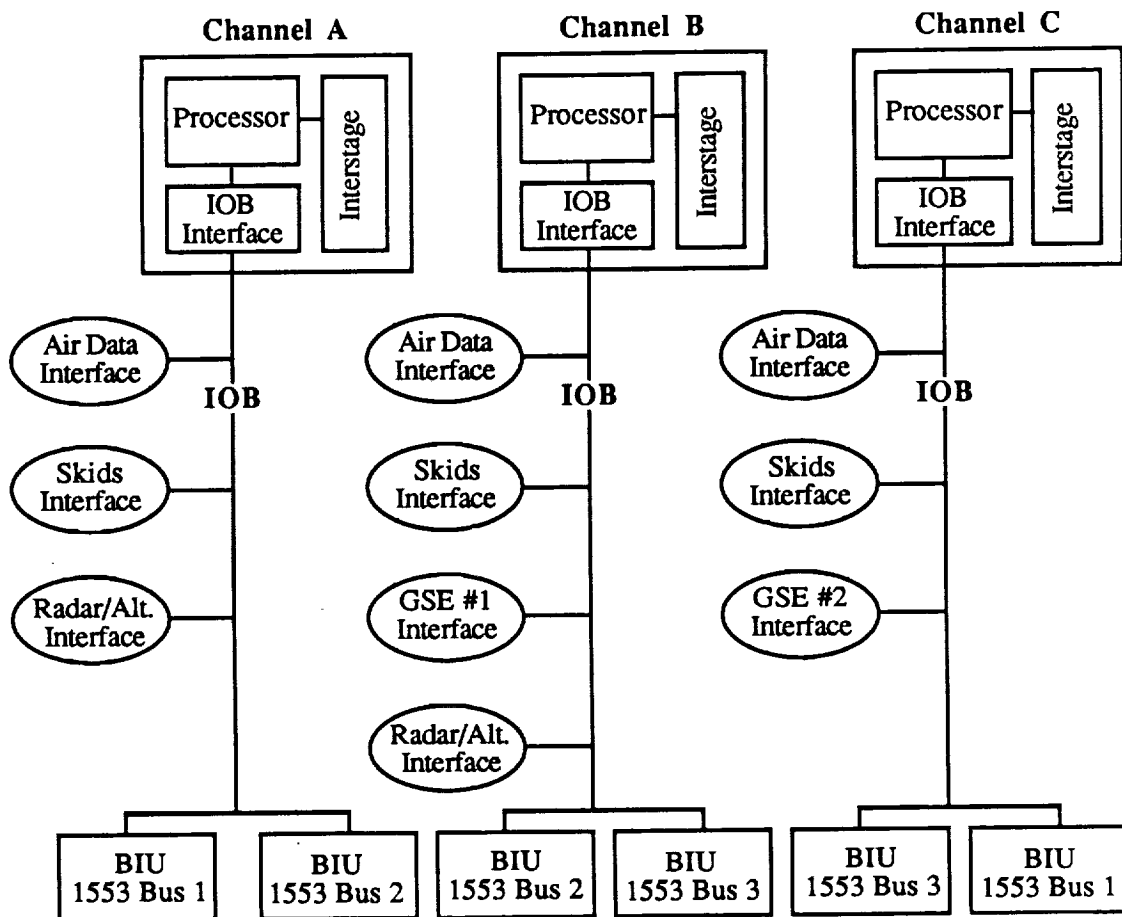 Channel A
Channel B
Channel C
Processor
Interstage
IOB
Interface
Processor
Interstage
IOB
Interface
Processor
Interstage
IOB
Interface
Air Data
Interface
IOB
Skids
Interface
Radar/Alt.
Interface
Air Data
Interface
IOB
Skids
Interface
GSE #1
Interface
Radar/Alt.
Interface
Air Data
Interface
IOB
Skids
Interface
GSE #2
Interface
BIU
1553 Bus 1
BIU
1553 Bus 2
BIU
1553 Bus 2
BIU
1553 Bus 3
BIU
1553 Bus 3
BIU
1553 Bus 1